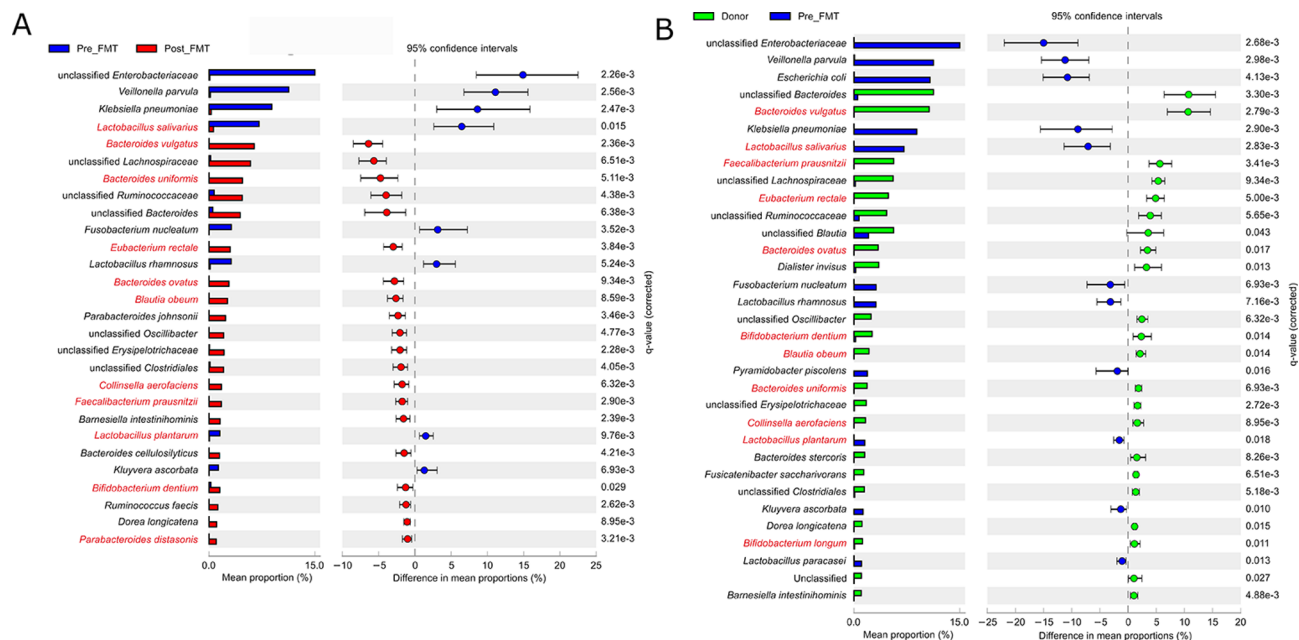 A
Pre_FMT Post_FMT
95% confidence intervals
unclassified Enterobacteriaceae 2.26e-3
Veillonella parvula 2.56e-3
Klebsiella pneumoniae 2.47e-3
Lactobacillus salivarius 0.015
Bacteroides vulgatus 2.36e-3
unclassified Lachnospiraceae 6.51e-3
Bacteroides uniformis 5.11e-3
unclassified Ruminococcaceae 4.38e-3
unclassified Bacteroides 6.38e-3
Fusobacterium nucleatum 3.52e-3
Eubacterium rectale 3.84e-3
Lactobacillus rhamnosus 5.24e-3
Bacteroides ovatus 9.34e-3
Blautia obeum 8.59e-3
Parabacteroides johnsonii 3.46e-3
unclassified Oscillibacter 4.77e-3
unclassified Erysipelotrichaceae 2.28e-3
unclassified Clostridiales 4.05e-3
Collinsella aerofaciens 6.32e-3
Faecalibacterium prausnitzii 2.90e-3
Barnesiella intestinihominis 2.39e-3
Lactobacillus plantarum 9.76e-3
Bacteroides cellulosilyticus 4.21e-3
Kluyvera ascorbata 6.93e-3
Bifidobacterium dentium 0.029
Ruminococcus faecis 2.62e-3
Dorea longicatena 8.95e-3
Parabacteroides distasonis 3.21e-3
q-value (corrected)
0.0 15.0 −10 −5 0 5 10 15 20 25
Mean proportion (%) Difference in mean proportions (%)
B
Donor Pre_FMT
95% confidence intervals
unclassified Enterobacteriaceae 2.68e-3
Veillonella parvula 2.98e-3
Escherichia coli 4.13e-3
unclassified Bacteroides 3.30e-3
Bacteroides vulgatus 2.79e-3
Klebsiella pneumoniae 2.90e-3
Lactobacillus salivarius 2.83e-3
Faecalibacterium prausnitzii 3.41e-3
unclassified Lachnospiraceae 9.34e-3
Eubacterium rectale 5.00e-3
unclassified Ruminococcaceae 5.65e-3
unclassified Blautia 0.043
Bacteroides ovatus 0.017
Dialister invisus 0.013
Fusobacterium nucleatum 6.93e-3
Lactobacillus rhamnosus 7.16e-3
unclassified Oscillibacter 6.32e-3
Bifidobacterium dentium 0.014
Blautia obeum 0.014
Pyramidobacter piscolens 0.016
Bacteroides uniformis 6.93e-3
unclassified Erysipelotrichaceae 2.72e-3
Collinsella aerofaciens 8.95e-3
Lactobacillus plantarum 0.018
Bacteroides stercoris 8.26e-3
Fusicatenibacter saccharivorans 6.51e-3
unclassified Clostridiales 5.18e-3
Kluyvera ascorbata 0.010
Dorea longicatena 0.015
Bifidobacterium longum 0.011
Lactobacillus paracasei 0.013
Unclassified 0.027
Barnesiella intestinihominis 4.88e-3
q-value (corrected)
0.0 15.0 −25 −20 −15 −10 −5 0 5 10 15 20
Mean proportion (%) Difference in mean proportions (%)